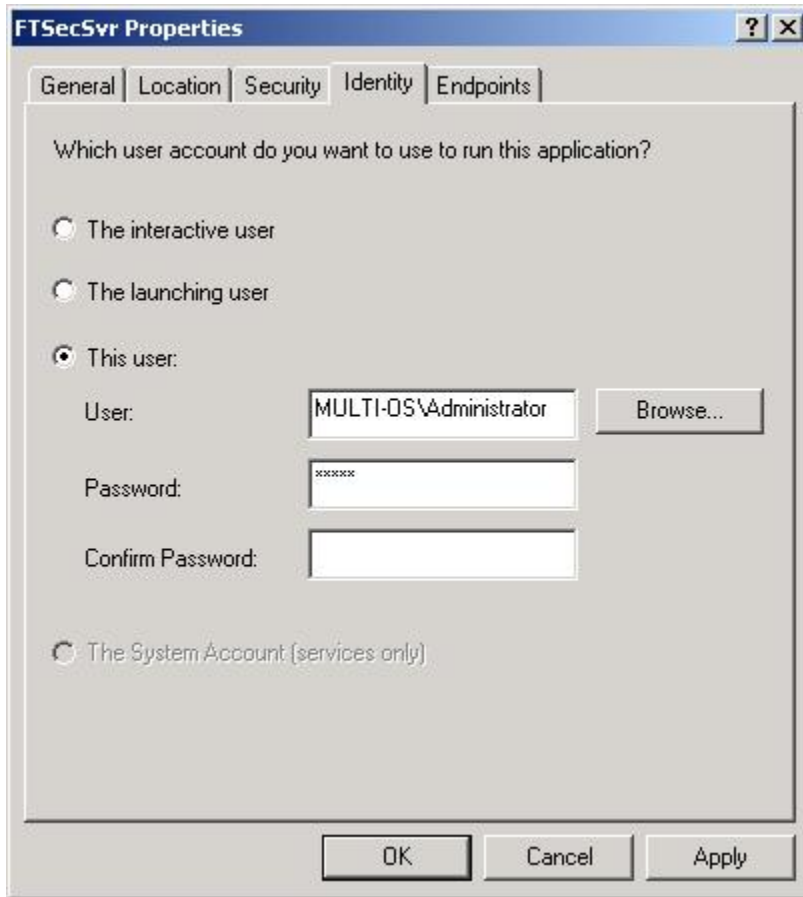 FTSecSvr Properties
General Location Security Identity Endpoints
Which user account do you want to use to run this application?
The interactive user
The launching user
This user:
User: MULTI-OS\Administrator Browse...
Password: *****
Confirm Password:
The System Account (services only)
OK Cancel Apply